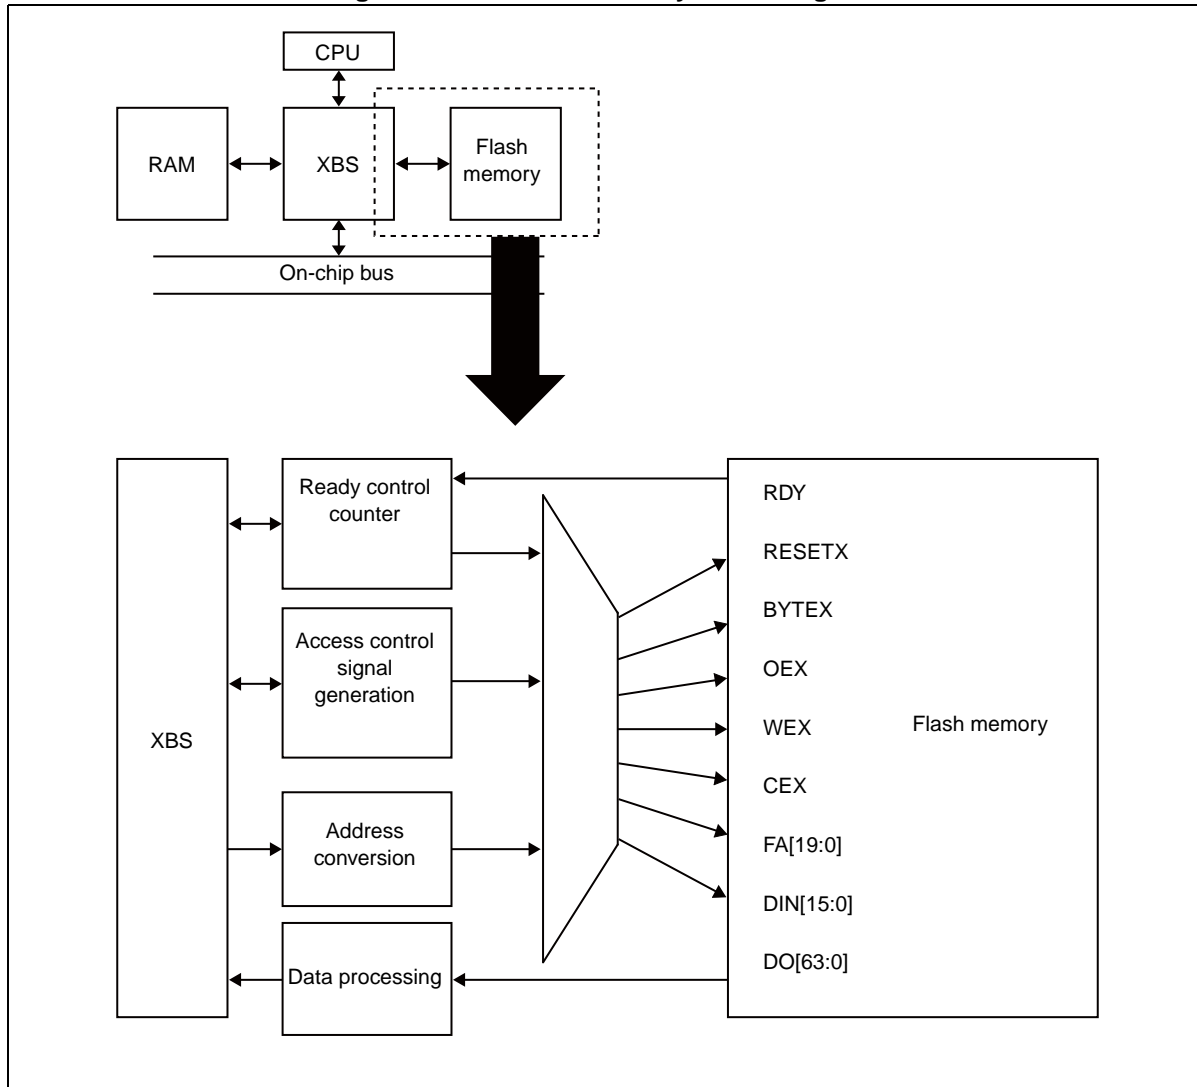 CPU
RAM
XBS
Flash
memory
On-chip bus
Ready control
counter
RDY
RESETX
BYTEX
Access control
signal
generation
OEX
WEX
Flash memory
XBS
CEX
Address
conversion
FA[19:0]
DIN[15:0]
Data processing
DO[63:0]